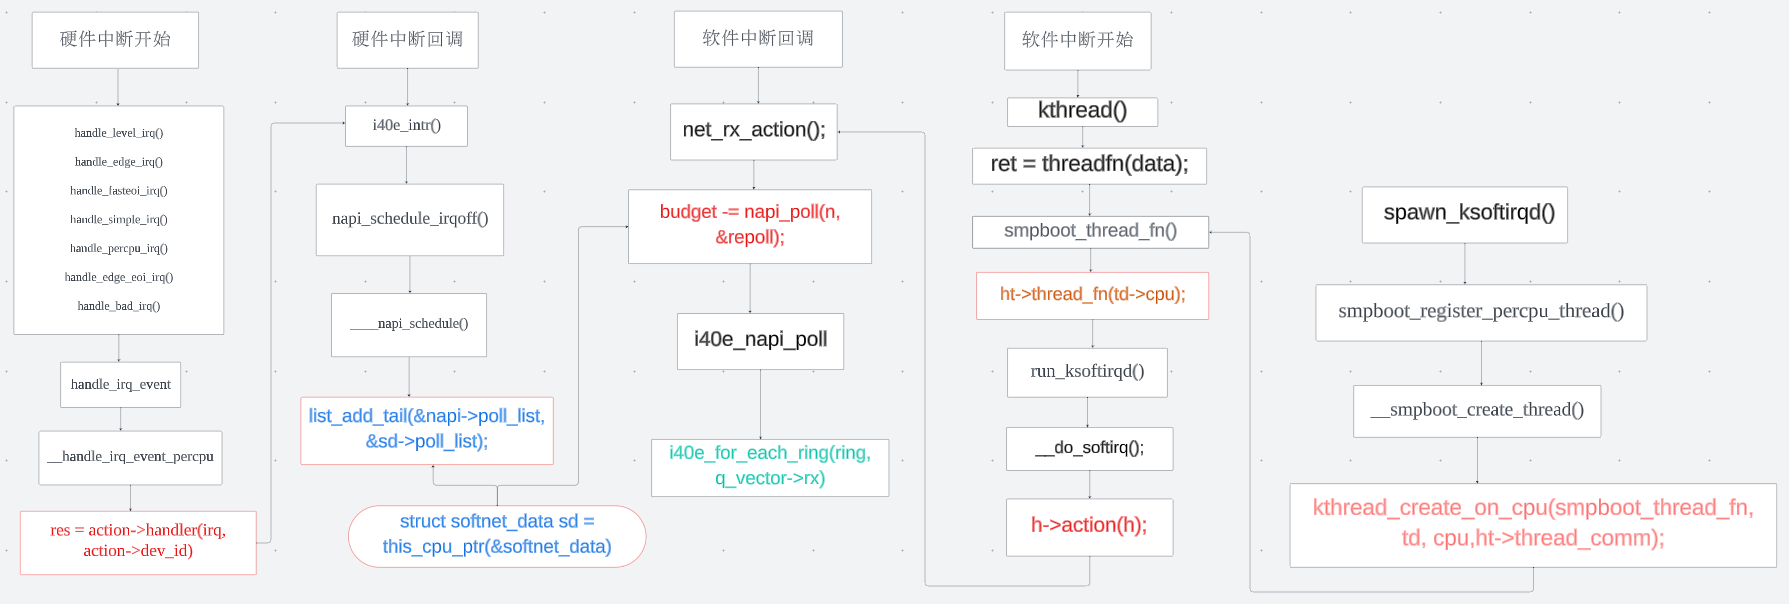 硬件中断开始
handle_level_irq()
handle_edge_irq()
handle_fasteoi_irq()
handle_simple_irq()
handle_percpu_irq()
handle_edge_eoi_irq()
handle_bad_irq()
handle_irq_event
__handle_irq_event_percpu
res = action->handler(irq,
action->dev_id)
硬件中断回调
i40e_intr()
napi_schedule_irqoff()
____napi_schedule()
list_add_tail(&napi->poll_list,
&sd->poll_list);
struct softnet_data sd =
this_cpu_ptr(&softnet_data)
软件中断回调
net_rx_action();
budget -= napi_poll(n,
&repoll);
i40e_napi_poll
i40e_for_each_ring(ring,
q_vector->rx)
软件中断开始
kthread()
ret = threadfn(data);
smpboot_thread_fn()
ht->thread_fn(td->cpu);
run_ksoftirqd()
__do_softirq();
h->action(h);
spawn_ksoftirqd()
smpboot_register_percpu_thread()
__smpboot_create_thread()
kthread_create_on_cpu(smpboot_thread_fn,
td, cpu,ht->thread_comm);